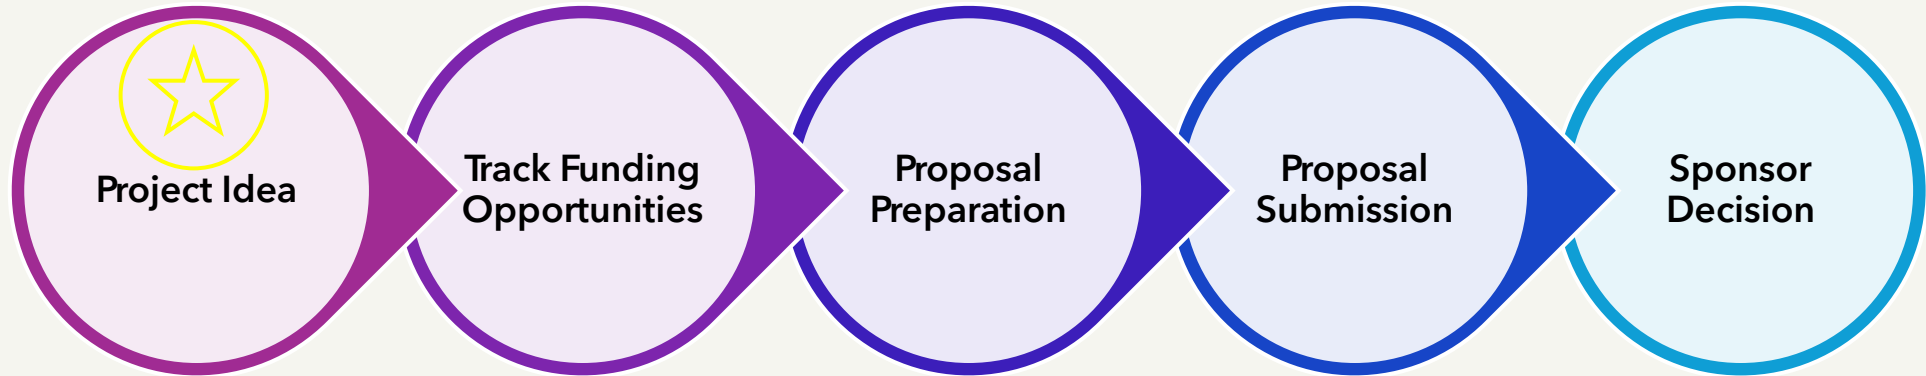 Project Idea
Track Funding
Opportunities
Proposal
Preparation
Proposal
Submission
Sponsor
Decision